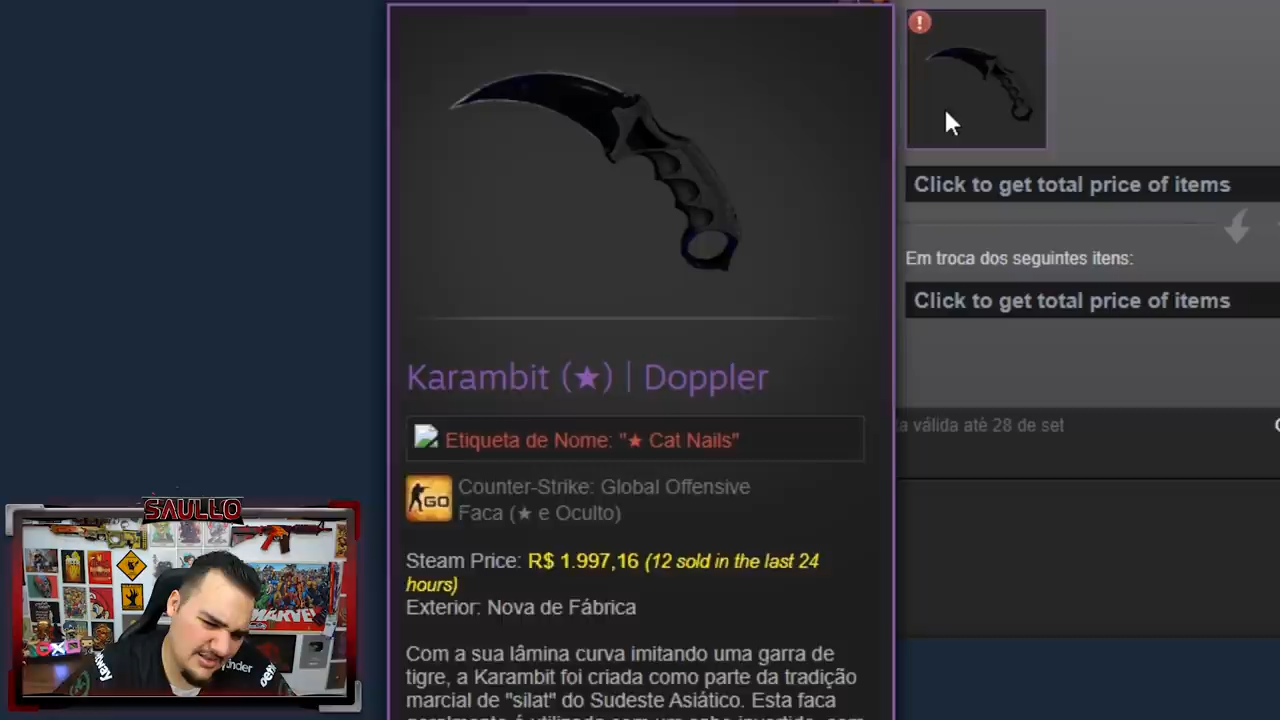 Click to get total price of items
Em troca dos seguintes itens:
Click to get total price of items
válida até 28 de set
Karambit (★) | Doppler
Etiqueta de Nome: "★ Cat Nails"
GO
Counter-Strike: Global Offensive
Faca (★ e Oculto)
Steam Price: R$ 1.997,16 (12 sold in the last 24
hours)
Exterior: Nova de Fábrica
Com a sua lâmina curva imitando uma garra de
tigre, a Karambit foi criada como parte da tradição
marcial de "silat" do Sudeste Asiático. Esta faca
SAULLO
MARVEL